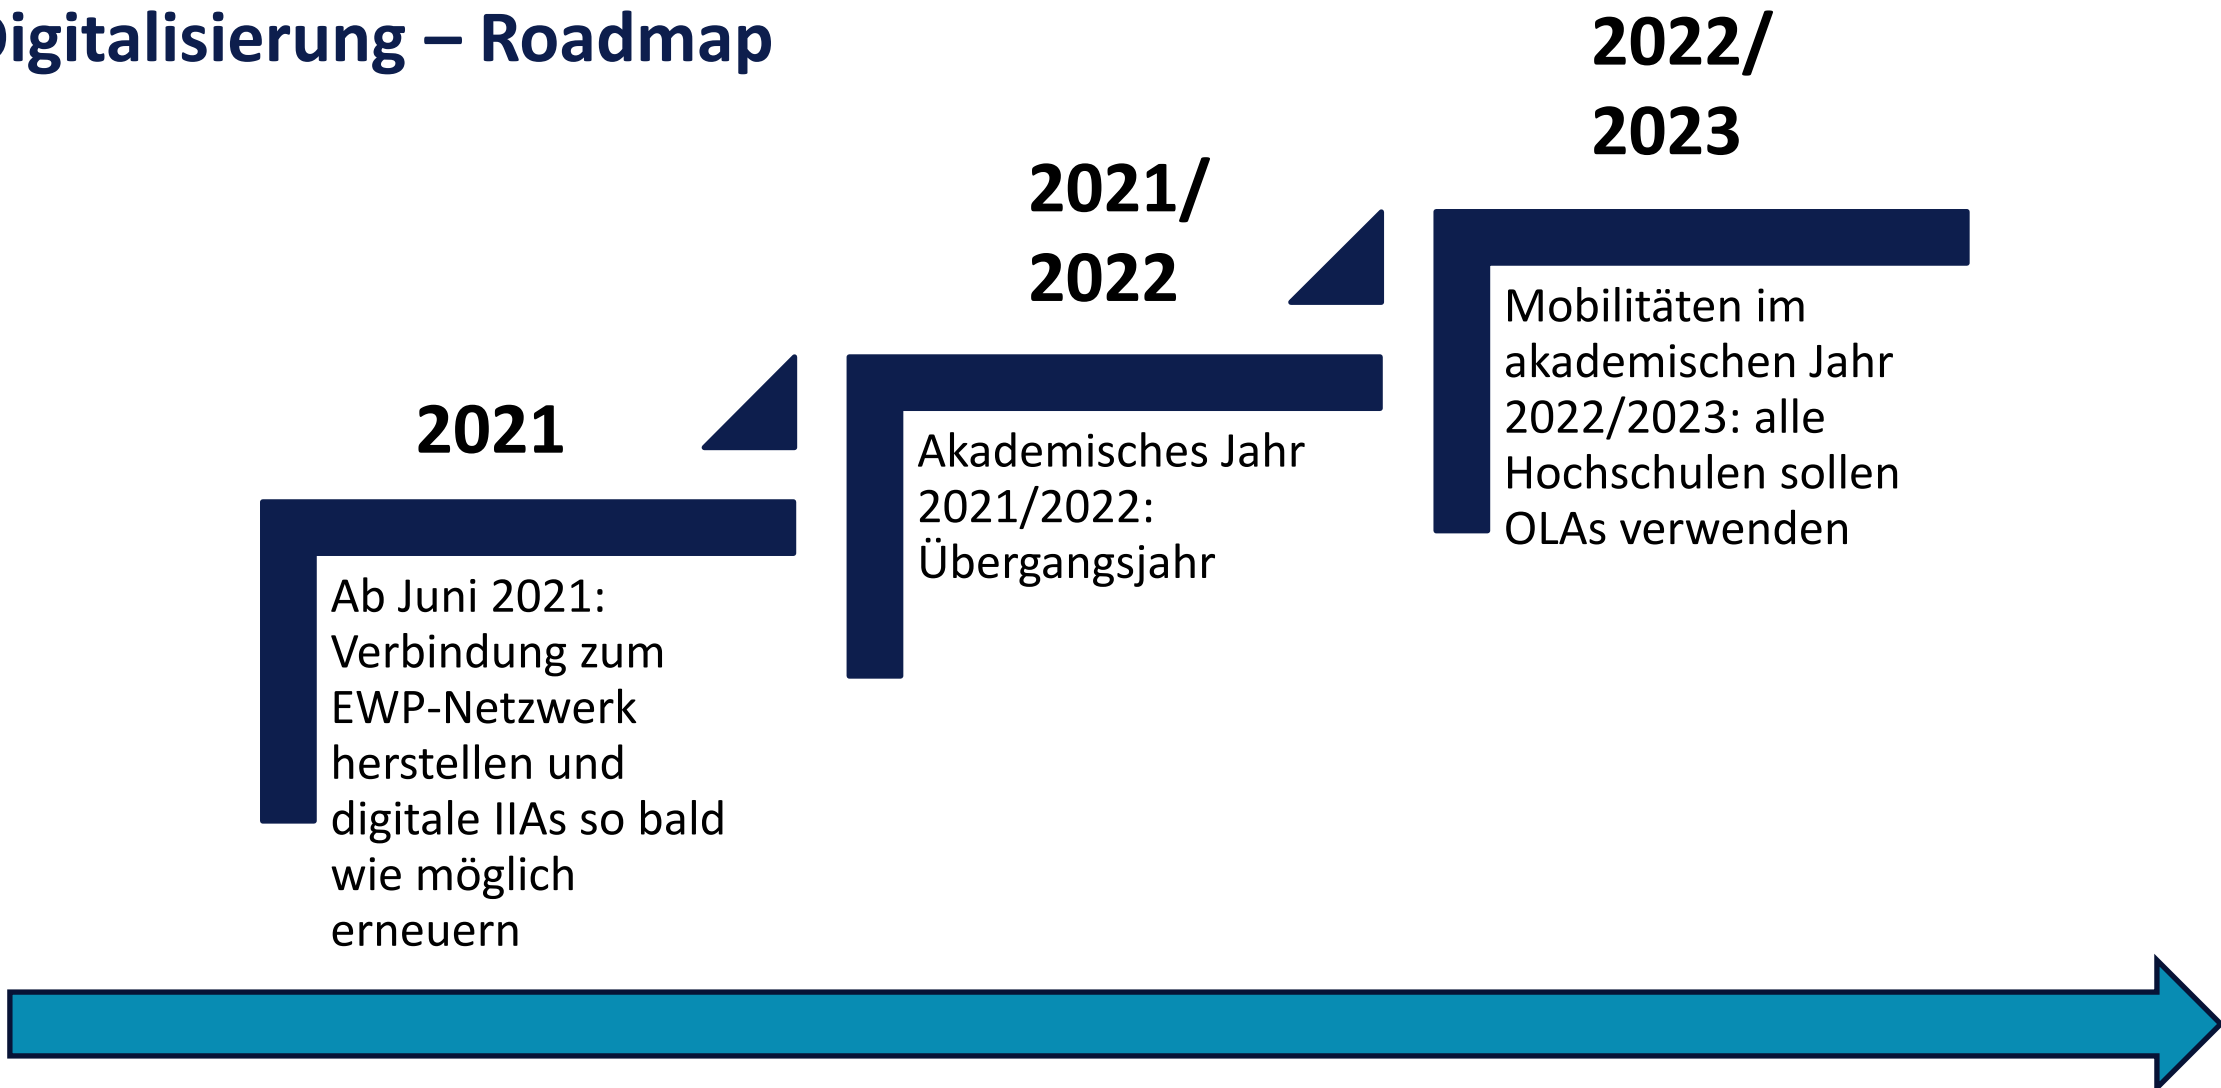 Digitalisierung – Roadmap
2021
Ab Juni 2021:
Verbindung zum
EWP-Netzwerk
herstellen und
digitale IIAs so bald
wie möglich
erneuern
2021/
2022
Akademisches Jahr
2021/2022:
Übergangsjahr
2022/
2023
Mobilitäten im
akademischen Jahr
2022/2023: alle
Hochschulen sollen
OLAs verwenden